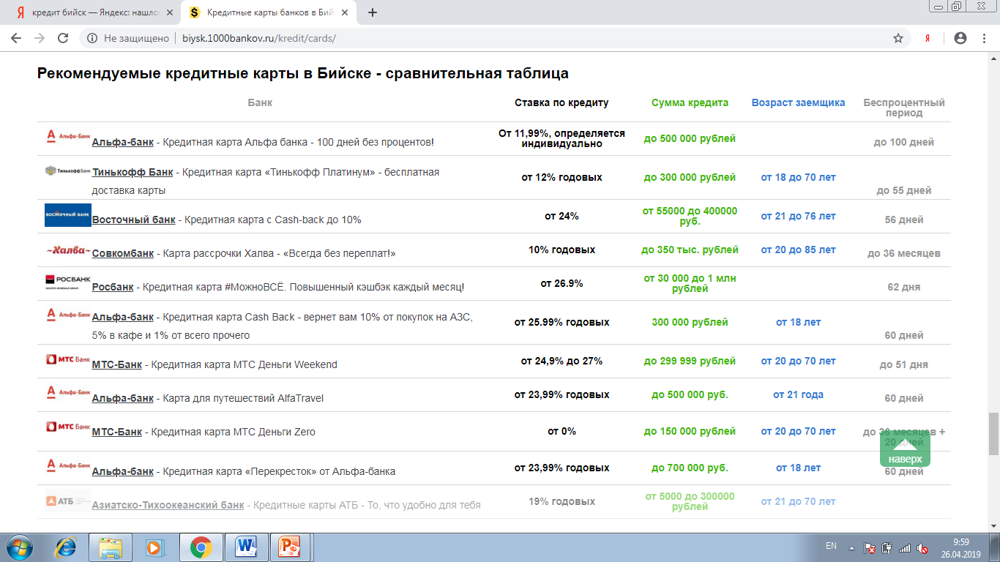 кредит бийск — Яндекс: нашло
Кредитные карты банков в Бий
Не защищено
biysk.1000bankov.ru/kredit/cards/
Рекомендуемые кредитные карты в Бийске - сравнительная таблица
Банк
Ставка по кредиту
Сумма кредита
Возраст заемщика
Беспроцентный
период
Альфа·Банк
Альфа-банк - Кредитная карта Альфа банка - 100 дней без процентов!
От 11,99%, определяется
индивидуально
до 500 000 рублей
до 100 дней
Тинькофф Банк
Тинькофф Банк - Кредитная карта «Тинькофф Платинум» - бесплатная
доставка карты
от 12% годовых
до 300 000 рублей
от 18 до 70 лет
до 55 дней
ВОСТОЧНЫЙ БАНК
Восточный банк - Кредитная карта с Cash-back до 10%
от 24%
от 55000 до 400000
руб.
от 21 до 76 лет
56 дней
~Халва~
Совкомбанк - Карта рассрочки Халва - «Всегда без переплат!»
10% годовых
до 350 тыс. рублей
от 20 до 85 лет
до 36 месяцев
РОСБАНК
Росбанк - Кредитная карта #МожноВСЁ. Повышенный кэшбэк каждый месяц!
от 26.9%
от 30 000 до 1 млн
рублей
62 дня
Альфа·Банк
Альфа-банк - Кредитная карта Cash Back - вернет вам 10% от покупок на АЗС,
5% в кафе и 1% от всего прочего
от 25.99% годовых
300 000 рублей
от 18 лет
60 дней
МТС Банк
МТС-Банк - Кредитная карта МТС Деньги Weekend
от 24,9% до 27%
до 299 999 рублей
от 20 до 70 лет
до 51 дня
Альфа·Банк
Альфа-банк - Карта для путешествий AlfaTravel
от 23,99% годовых
до 500 000 руб.
от 21 года
60 дней
МТС Банк
МТС-Банк - Кредитная карта МТС Деньги Zero
от 0%
до 150 000 рублей
от 20 до 70 лет
до 36 месяцев +
20 дней
Альфа·Банк
Альфа-банк - Кредитная карта «Перекресток» от Альфа-банка
от 23,99% годовых
до 700 000 руб.
от 18 лет
60 дней
наверх
АТБ
Азиатско-Тихоокеанский банк - Кредитные карты АТБ - То, что удобно для тебя
19% годовых
от 5000 до 300000
рублей
от 21 до 70 лет
EN
9:59
26.04.2019